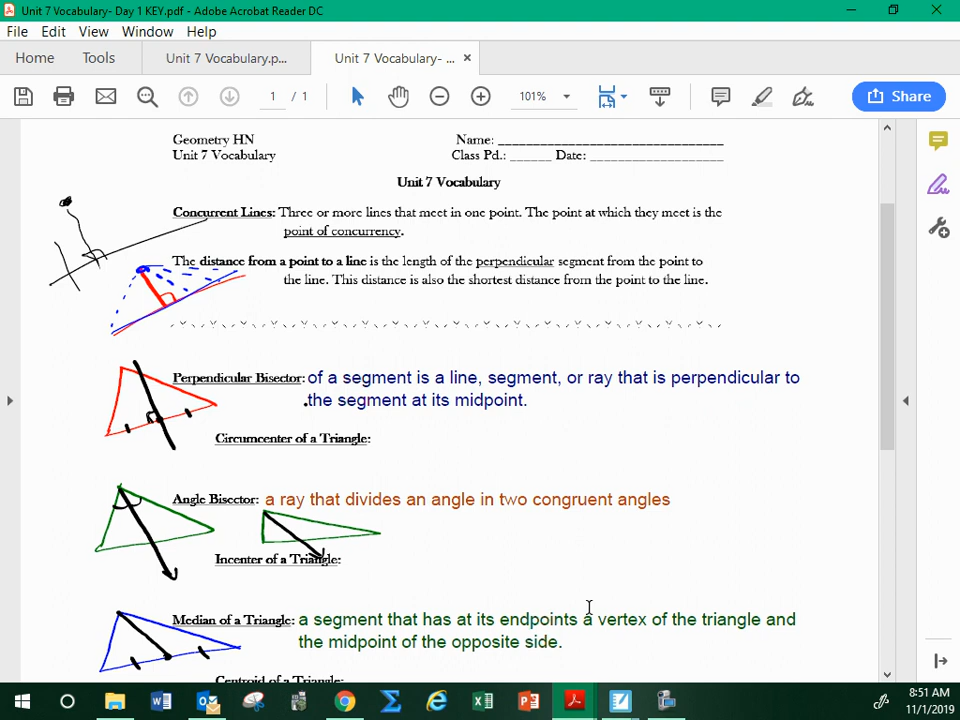 Unit 7 Vocabulary- Day 1 KEY.pdf - Adobe Acrobat Reader DC
File Edit View Window Help
Home Tools Unit 7 Vocabulary.p... Unit 7 Vocabulary- ...
1 / 1 101% Share
Geometry HN Name: ________________________________
Unit 7 Vocabulary Class Pd.: ______ Date: ___________________
Unit 7 Vocabulary
Concurrent Lines: Three or more lines that meet in one point. The point at which they meet is the
point of concurrency.
The distance from a point to a line is the length of the perpendicular segment from the point to
the line. This distance is also the shortest distance from the point to the line.
Perpendicular Bisector: of a segment is a line, segment, or ray that is perpendicular to
the segment at its midpoint.
Circumcenter of a Triangle:
Angle Bisector: a ray that divides an angle in two congruent angles
Incenter of a Triangle:
Median of a Triangle: a segment that has at its endpoints a vertex of the triangle and
the midpoint of the opposite side.
Centroid of a Triangle:
8:51 AM
11/1/2019